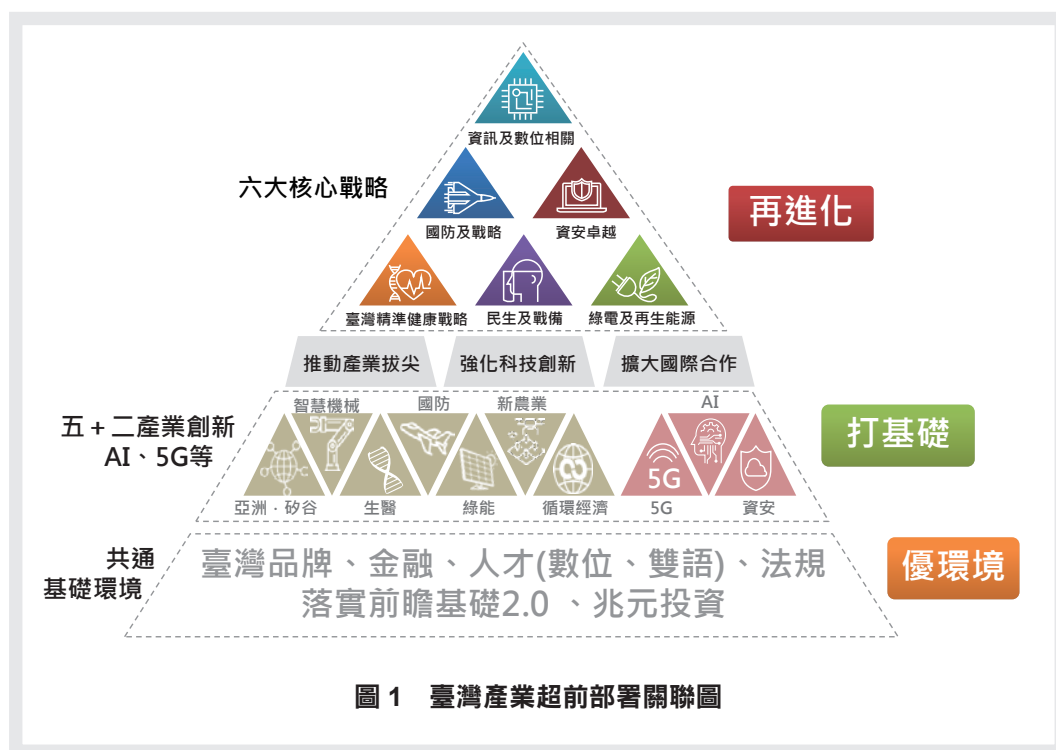 資訊及數位相關
六大核心戰略
再進化
國防及戰略
資安卓越
臺灣精準健康戰略
民生及戰備
綠電及再生能源
推動產業拔尖
強化科技創新
擴大國際合作
智慧機械
國防
新農業
AI
五+二產業創新
AI、5G等
打基礎
5G
亞洲‧矽谷
生醫
綠能
循環經濟
5G
資安
共通
基礎環境
臺灣品牌、金融、人才(數位、雙語)、法規
落實前瞻基礎2.0 、兆元投資
優環境
圖 1 臺灣產業超前部署關聯圖